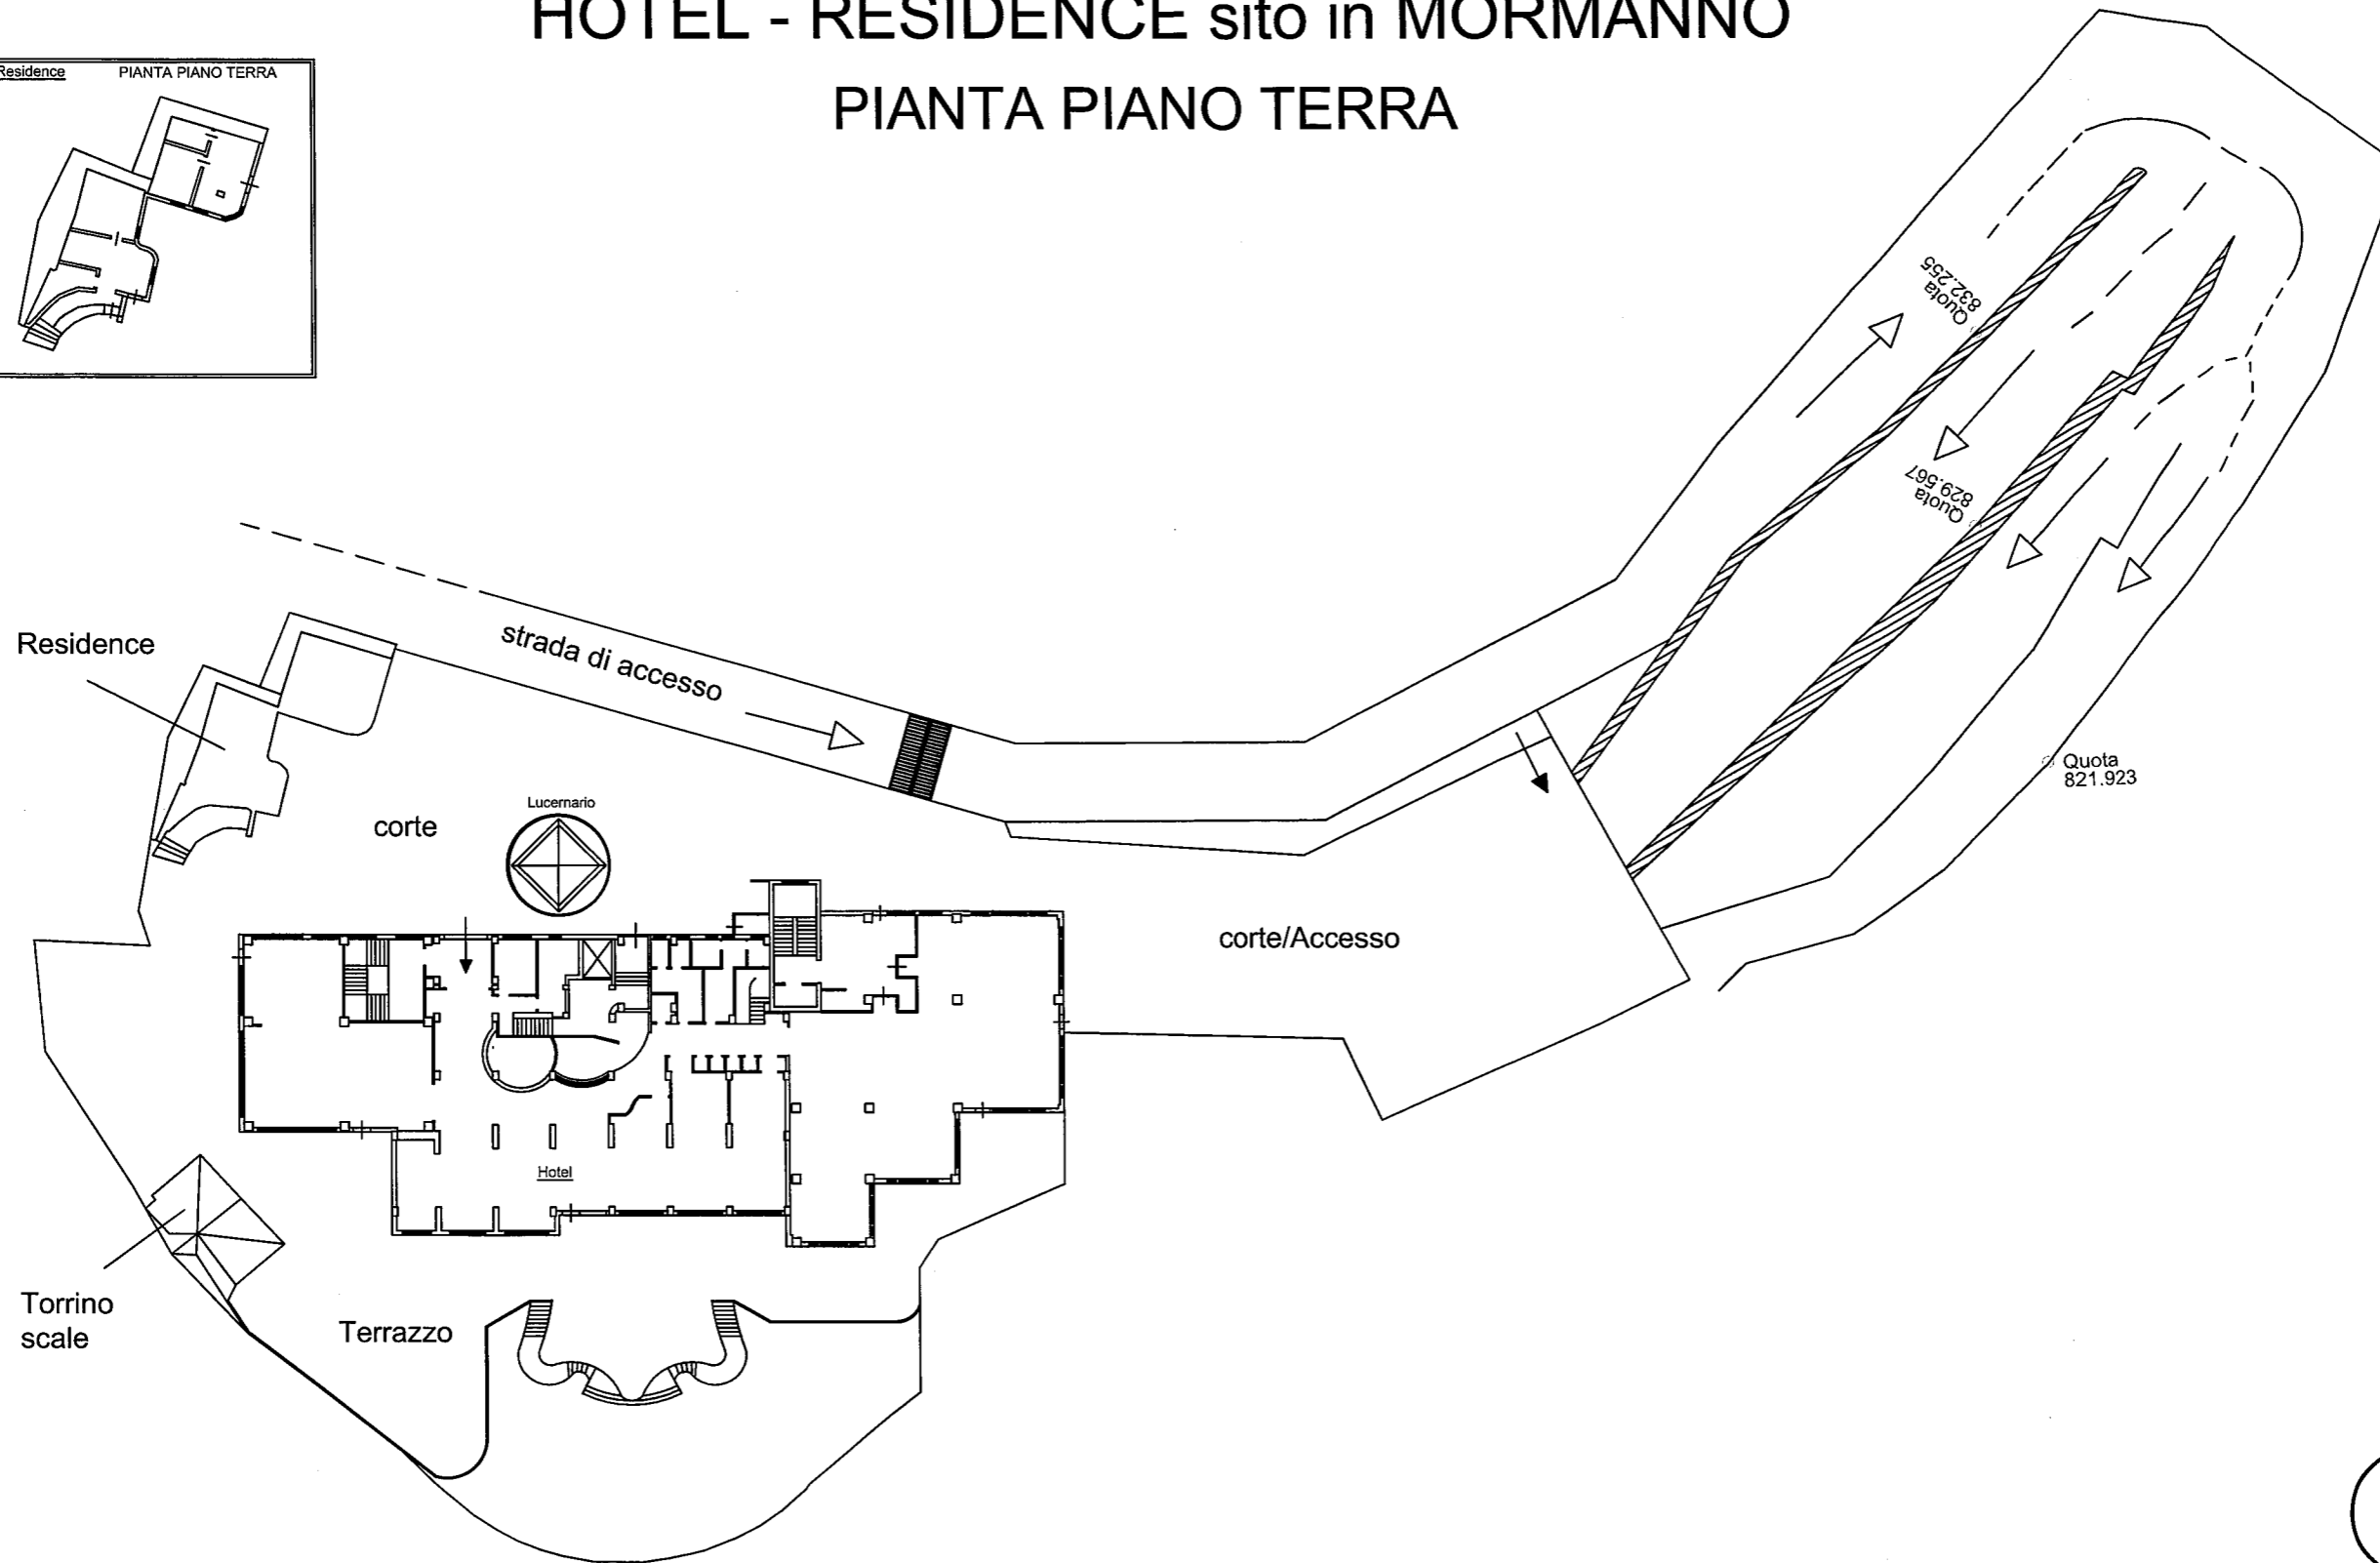 HOTEL - RESIDENCE sito in MORMANNO
PIANTA PIANO TERRA
Residence PIANTA PIANO TERRA
Quota
832.255
Quota
829.567
Residence
strada di accesso
Quota
821.923
Lucernario
corte
corte/Accesso
Hotel
Torrino
scale
Terrazzo